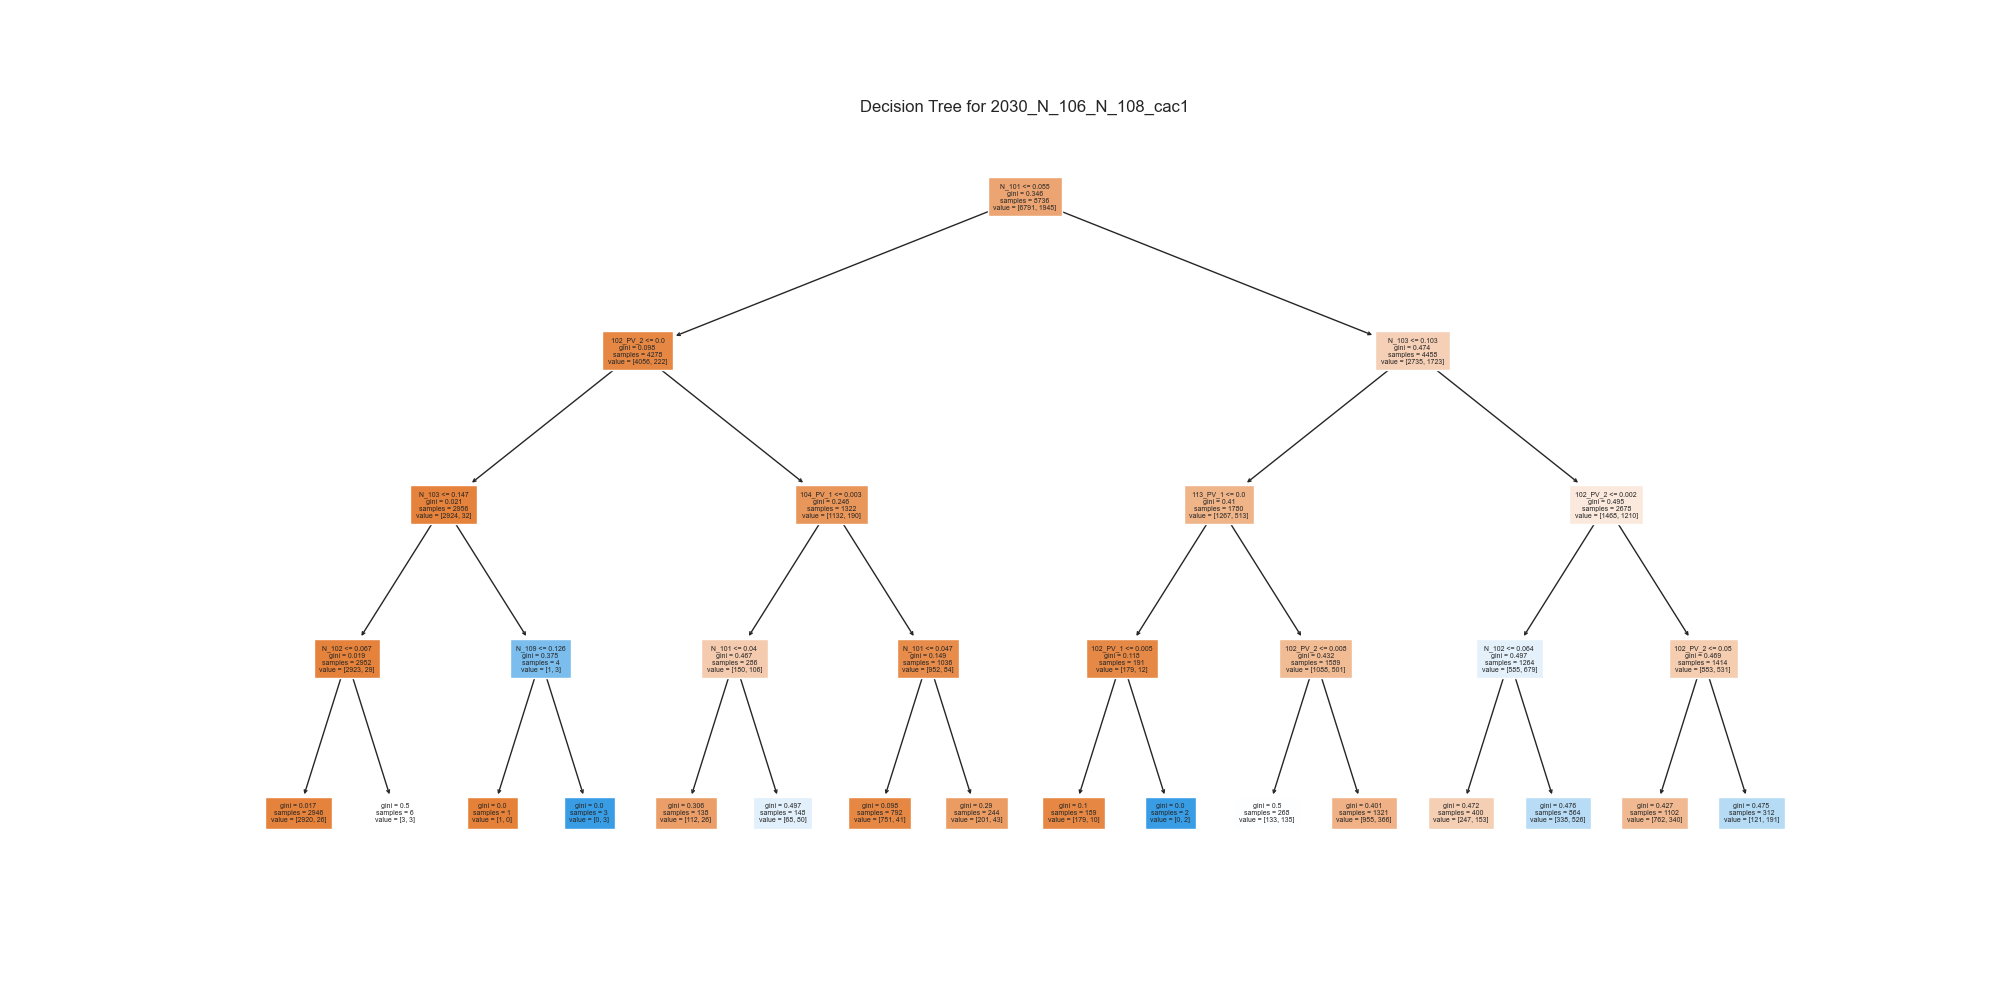 Decision Tree for 2030_N_106_N_108_cac1
N_101 <= 0.055
gini = 0.346
samples = 8736
value = [6791, 1945]
102_PV_2 <= 0.0
gini = 0.098
samples = 4278
value = [4056, 222]
N_103 <= 0.103
gini = 0.474
samples = 4458
value = [2735, 1723]
N_103 <= 0.147
gini = 0.021
samples = 2956
value = [2924, 32]
104_PV_1 <= 0.003
gini = 0.246
samples = 1322
value = [1132, 190]
113_PV_1 <= 0.0
gini = 0.41
samples = 1780
value = [1267, 513]
102_PV_2 <= 0.002
gini = 0.495
samples = 2678
value = [1468, 1210]
N_102 <= 0.067
gini = 0.019
samples = 2952
value = [2923, 29]
N_109 <= 0.126
gini = 0.375
samples = 4
value = [1, 3]
N_101 <= 0.04
gini = 0.467
samples = 286
value = [180, 106]
N_101 <= 0.047
gini = 0.149
samples = 1036
value = [952, 84]
102_PV_1 <= 0.005
gini = 0.118
samples = 191
value = [179, 12]
102_PV_2 <= 0.008
gini = 0.432
samples = 1589
value = [1088, 501]
N_102 <= 0.064
gini = 0.497
samples = 1264
value = [585, 679]
102_PV_2 <= 0.05
gini = 0.469
samples = 1414
value = [883, 531]
gini = 0.017
samples = 2946
value = [2920, 26]
gini = 0.5
samples = 6
value = [3, 3]
gini = 0.0
samples = 1
value = [1, 0]
gini = 0.0
samples = 3
value = [0, 3]
gini = 0.306
samples = 138
value = [112, 26]
gini = 0.497
samples = 148
value = [68, 80]
gini = 0.098
samples = 792
value = [751, 41]
gini = 0.29
samples = 244
value = [201, 43]
gini = 0.1
samples = 189
value = [179, 10]
gini = 0.0
samples = 2
value = [0, 2]
gini = 0.5
samples = 268
value = [133, 135]
gini = 0.401
samples = 1321
value = [955, 366]
gini = 0.472
samples = 400
value = [247, 153]
gini = 0.476
samples = 864
value = [338, 526]
gini = 0.427
samples = 1102
value = [762, 340]
gini = 0.475
samples = 312
value = [121, 191]